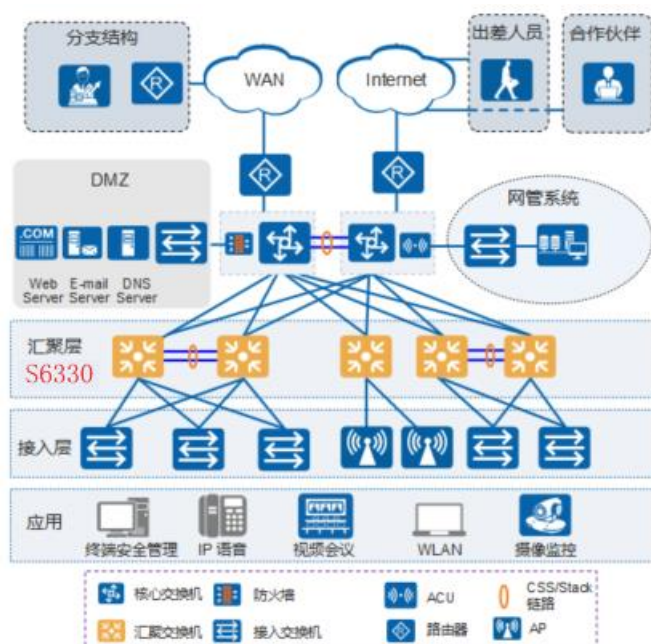 分支结构
WAN
Internet
出差人员
合作伙伴
R
R
R
DMZ
.COM
Web
Server
E-mail
Server
DNS
Server
网管系统
汇聚层
S6330
接入层
应用
终端安全管理
IP 语音
视频会议
WLAN
摄像监控
核心交换机
防火墙
ACU
CSS/Stack
链路
汇聚交换机
接入交换机
R
路由器
AP